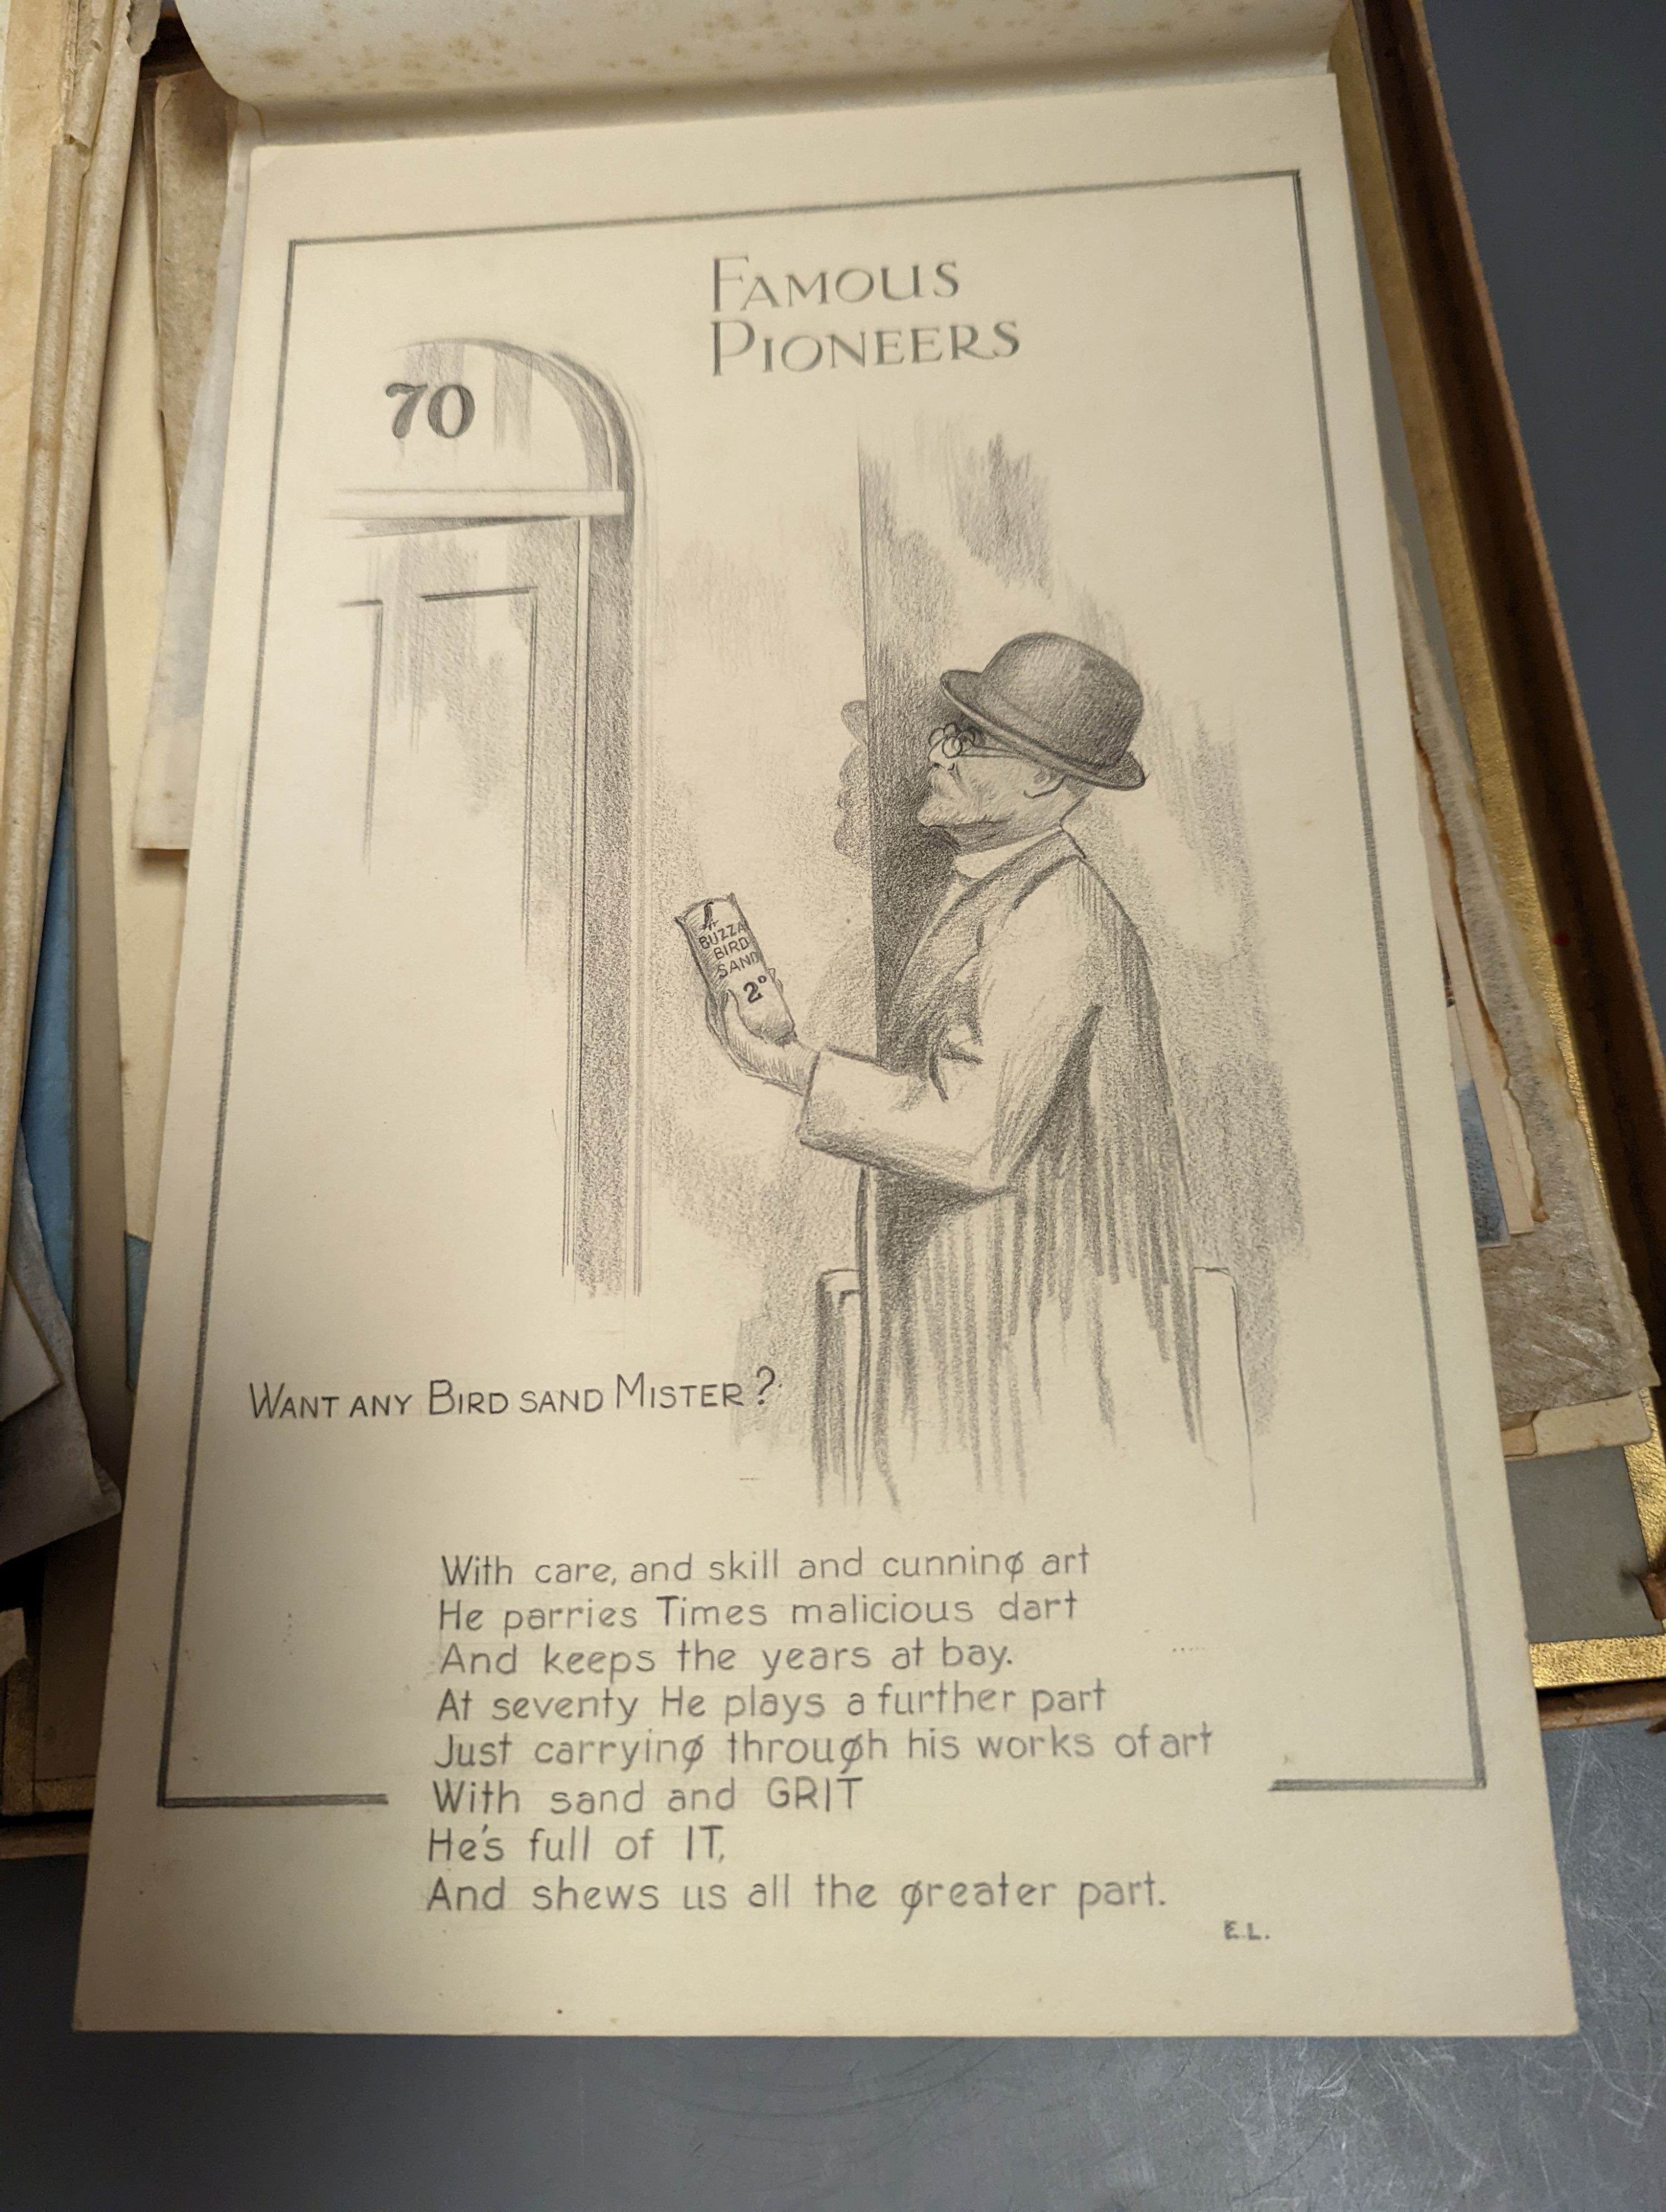 FAMOUS
PIONEERS
70
BUZZA
BIRD
SAND
2ᴰ
WANT ANY BIRD SAND MISTER?
With care, and skill and cunning art
He parries Times malicious dart
And keeps the years at bay.
At seventy He plays a further part
Just carrying through his works of art
With sand and GRIT
He's full of IT,
And shews us all the greater part.
E.L.